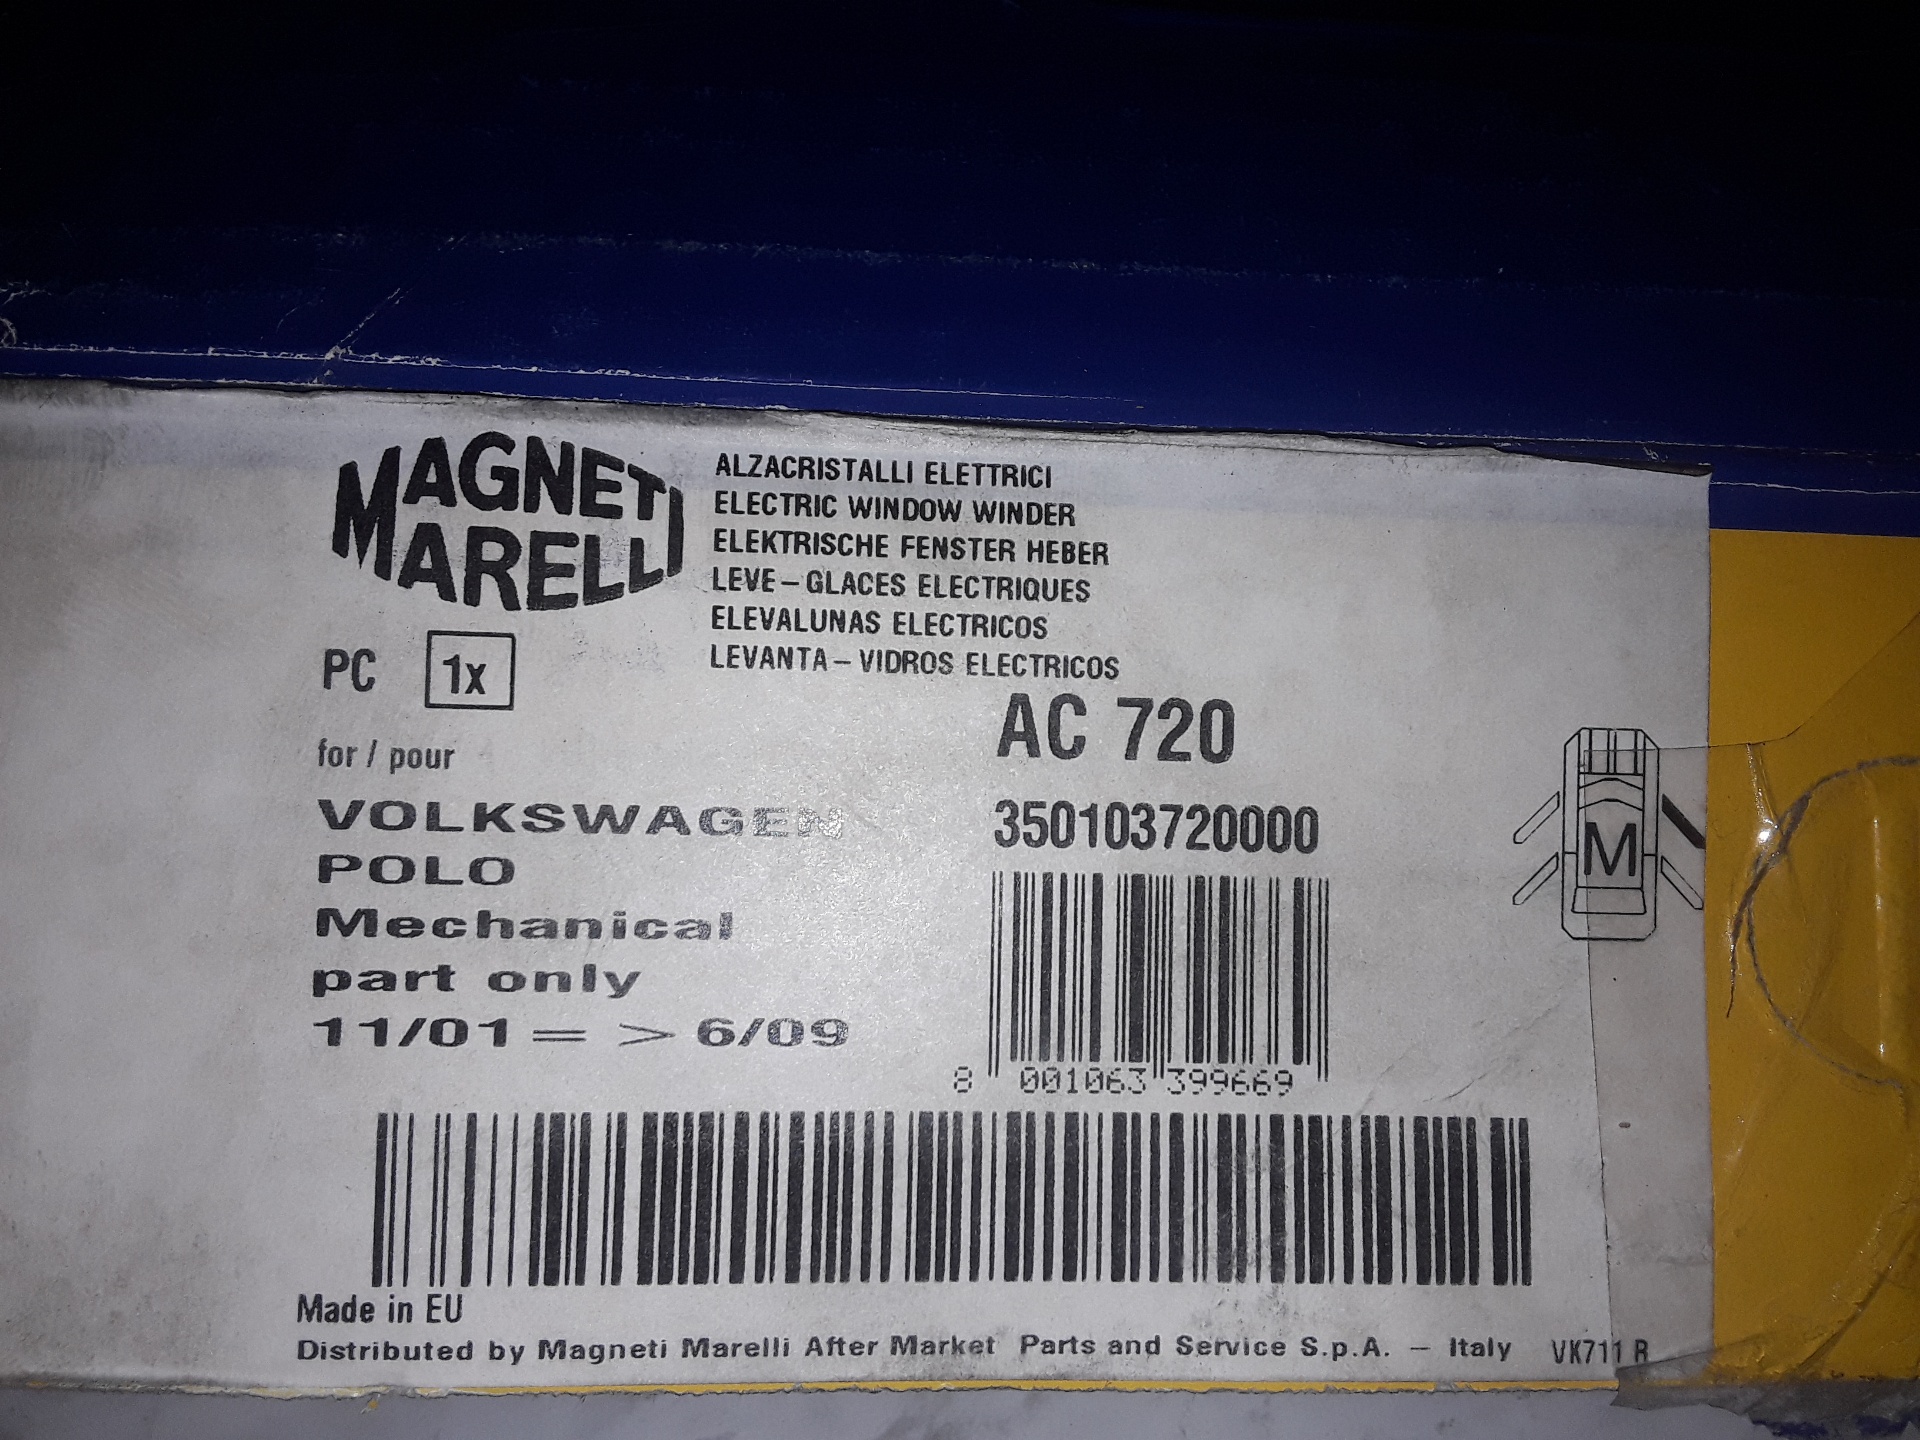 MAGNETI
MARELLI
ALZACRISTALLI ELETTRICI
ELECTRIC WINDOW WINDER
ELEKTRISCHE FENSTER HEBER
LEVE-GLACES ELECTRIQUES
ELEVALUNAS ELECTRICOS
LEVANTA-VIDROS ELECTRICOS
PC 1x
AC 720
for / pour
VOLKSWAGEN
POLO
Mechanical
part only
11/01 = > 6/09
350103720000
M
8 001063 399669
Made in EU
Distributed by Magneti Marelli After Market Parts and Service S.p.A. - Italy VK711 R